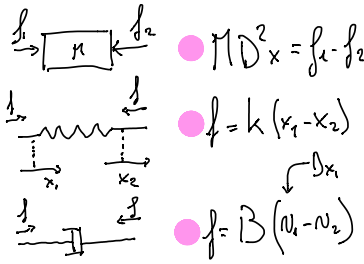 f₁ M f₂ MD²x = f₁ - f₂
f f f = k (x₁ - x₂)
x₁ x₂ Dx₁
f f f = B (v₁ - v₂)